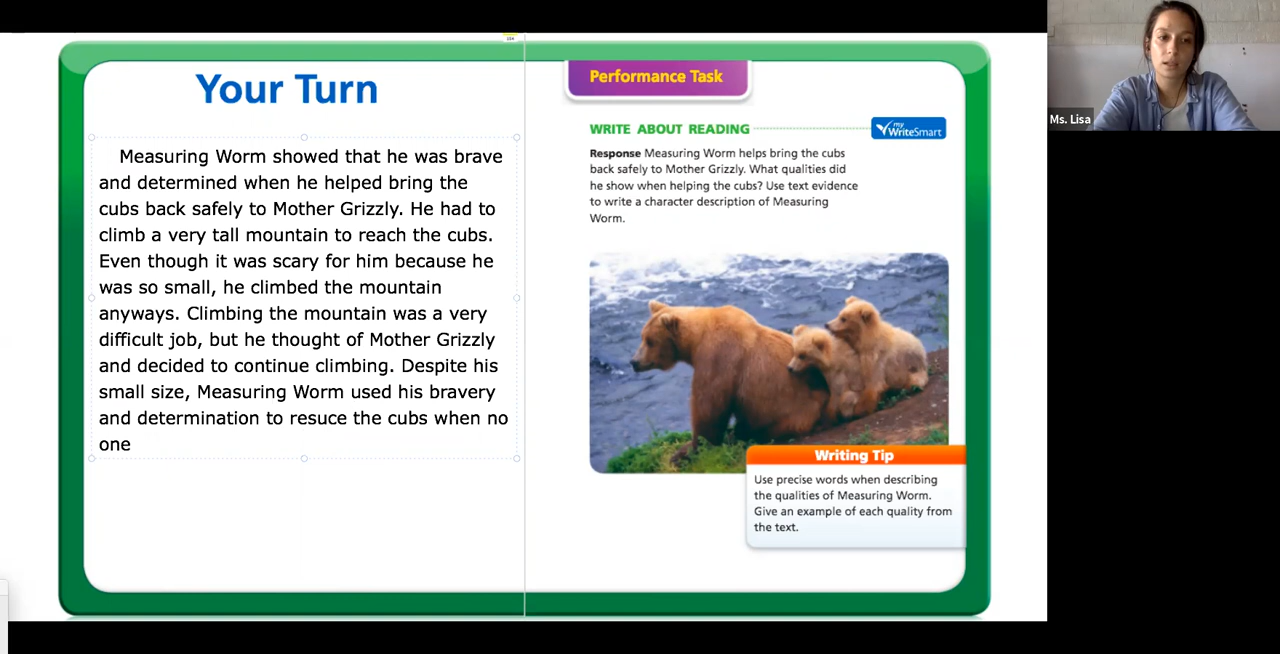 Your Turn
Measuring Worm showed that he was brave
and determined when he helped bring the
cubs back safely to Mother Grizzly. He had to
climb a very tall mountain to reach the cubs.
Even though it was scary for him because he
was so small, he climbed the mountain
anyways. Climbing the mountain was a very
difficult job, but he thought of Mother Grizzly
and decided to continue climbing. Despite his
small size, Measuring Worm used his bravery
and determination to resuce the cubs when no
one
Performance Task
WRITE ABOUT READING
my
WriteSmart
Response Measuring Worm helps bring the cubs
back safely to Mother Grizzly. What qualities did
he show when helping the cubs? Use text evidence
to write a character description of Measuring
Worm.
Writing Tip
Use precise words when describing
the qualities of Measuring Worm.
Give an example of each quality from
the text.
Ms. Lisa